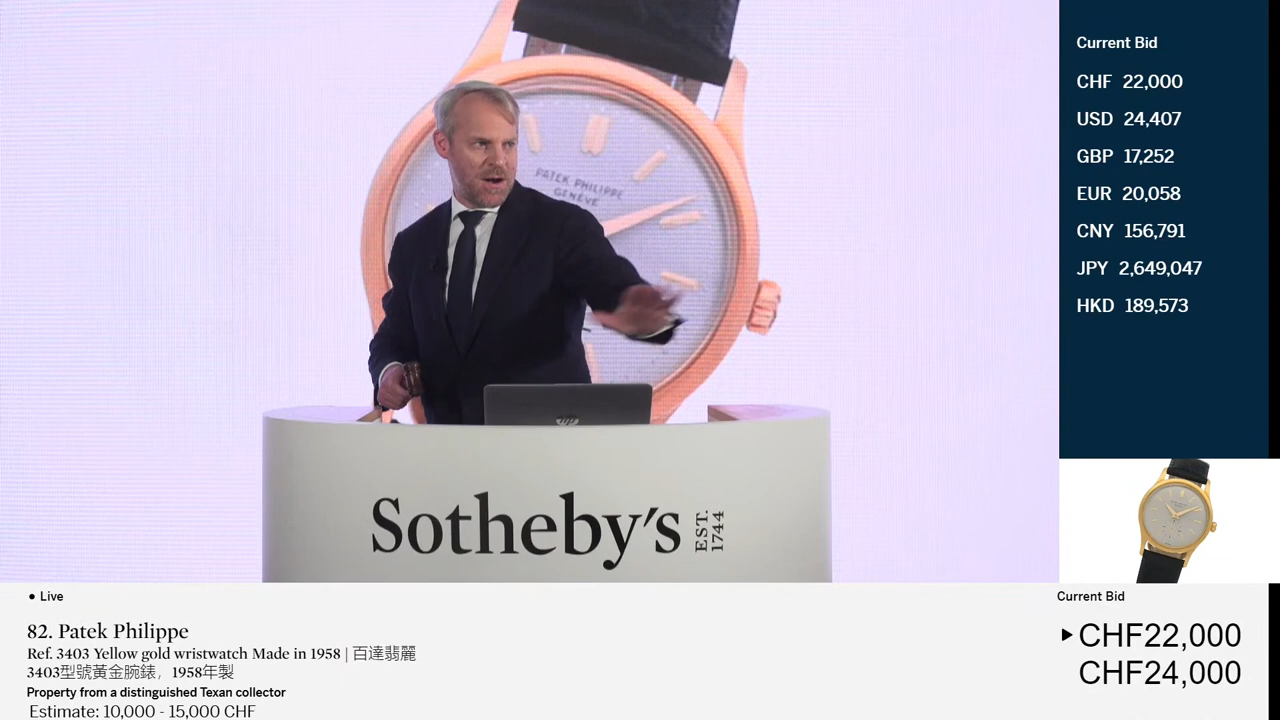 PATEK PHILIPPE
GENÈVE
Sotheby's
EST.
1744
Current Bid
CHF 22,000
USD 24,407
GBP 17,252
EUR 20,058
CNY 156,791
JPY 2,649,047
HKD 189,573
• Live
82. Patek Philippe
Ref. 3403 Yellow gold wristwatch Made in 1958 | 百達翡麗
3403型號黃金腕錶，1958年製
Property from a distinguished Texan collector
Estimate: 10,000 - 15,000 CHF
Current Bid
CHF22,000
CHF24,000